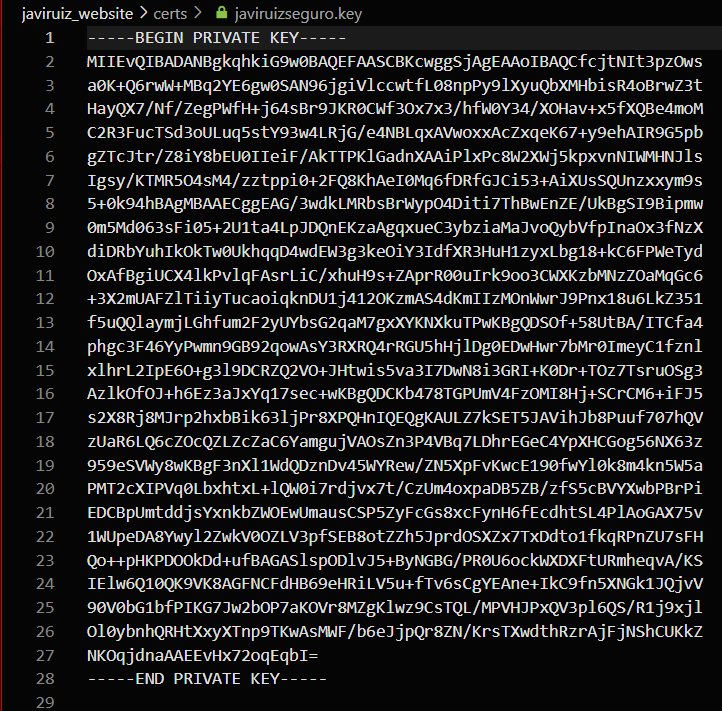 javiruiz_website > certs > javiruizseguro.key
1 -----BEGIN PRIVATE KEY-----
2 MIIEvQIBADANBgkqhkiG9w0BAQEFAASCBKcwggSjAgEAAoIBAQCfcjtNIt3pzOws
3 a0K+Q6rwW+MBq2YE6gw0SAN96jgiVlccwtfL08npPy9lXyuQbXMHbisR4oBrwZ3t
4 HayQX7/Nf/ZegPWfH+j64sBr9JKR0CWf3Ox7x3/hfW0Y34/XOHav+x5fXQBe4moM
5 C2R3FucTSd3oULuq5stY93w4LRjG/e4NBLqxAVwoxxAcZxqeK67+y9ehAIR9G5pb
6 gZTcJtr/Z8iY8bEU0IIeiF/AkTTPKlGadnXAAiPlxPc8W2XWj5kpxvnNIWMHNJls
7 Igsy/KTMR5O4sM4/zztppi0+2FQ8KhAeI0Mq6fDRfGJCi53+AiXUsSQUnzxxym9s
8 5+0k94hBAgMBAAECggEAG/3wdkLMRbsBrWypO4Diti7ThBwEnZE/UkBgSI9Bipmw
9 0m5Md063sFi05+2U1ta4LpJDQnEKzaAgqxueC3ybziaMaJvoQybVfpInaOx3fNzX
10 diDRbYuhIkOkTw0UkhqqD4wdEW3g3keOiY3IdfXR3HuH1zyxLbg18+kC6FPWeTyd
11 OxAfBgiUCX4lkPvlqFAsrLiC/xhuH9s+ZAprR00uIrk9oo3CWXKzbMNzZOaMqGc6
12 +3X2mUAFZlTiiyTucaoiqknDU1j412OKzmAS4dKmIIzMOnWwrJ9Pnx18u6LkZ351
13 f5uQQlaymjLGhfum2F2yUYbsG2qaM7gxXYKNXkuTPwKBgQDSOf+58UtBA/ITCfa4
14 phgc3F46YyPwmn9GB92qowAsY3RXRQ4rRGU5hHjlDg0EDwHwr7bMr0ImeyC1fznl
15 xlhrL2IpE6O+g3l9DCRZQ2VO+JHtwis5va3I7DwN8i3GRI+K0Dr+TOz7TsruOSg3
16 AzlkOfOJ+h6Ez3aJxYq17sec+wKBgQDCKb478TGPUmV4FzOMI8Hj+SCrCM6+iFJ5
17 s2X8Rj8MJrp2hxbBik63ljPr8XPQHnIQEQgKAULZ7kSET5JAVihJb8Puuf707hQV
18 zUaR6LQ6cZOcQZLZcZaC6YamgujVAOsZn3P4VBq7LDhrEGeC4YpXHCGog56NX63z
19 959eSVWy8wKBgF3nXl1WdQDznDv45WYRew/ZN5XpFvKwcE190fwYl0k8m4kn5W5a
20 PMT2cXIPVq0LbxhtxL+lQW0i7rdjvx7t/CzUm4oxpaDB5ZB/zfS5cBVYXwbPBrPi
21 EDCBpUmtddjsYxnkbZWOEwUmausCSP5ZyFcGs8xcFynH6fEcdhtSL4PlAoGAX75v
22 1WUpeDA8Ywyl2ZwkV0OZLV3pfSEB8otZZh5JprdOSXZx7TxDdto1fkqRPnZU7sFH
23 Qo++pHKPDOOkDd+ufBAGASlspODlvJ5+ByNGBG/PR0U6ockWXDXFtURmheqvA/KS
24 IElw6Q10QK9VK8AGFNCFdHB69eHRiLV5u+fTv6sCgYEAne+IkC9fn5XNGk1JQjvV
25 90V0bG1bfPIKG7Jw2bOP7aKOVr8MZgKlwz9CsTQL/MPVHJPxQV3pl6QS/R1j9xjl
26 Ol0ybnhQRHtXxyXTnp9TKwAsMWF/b6eJjpQr8ZN/KrsTXwdthRzrAjFjNShCUKkZ
27 NKOqjdnaAAEEvHx72oqEqbI=
28 -----END PRIVATE KEY-----
29